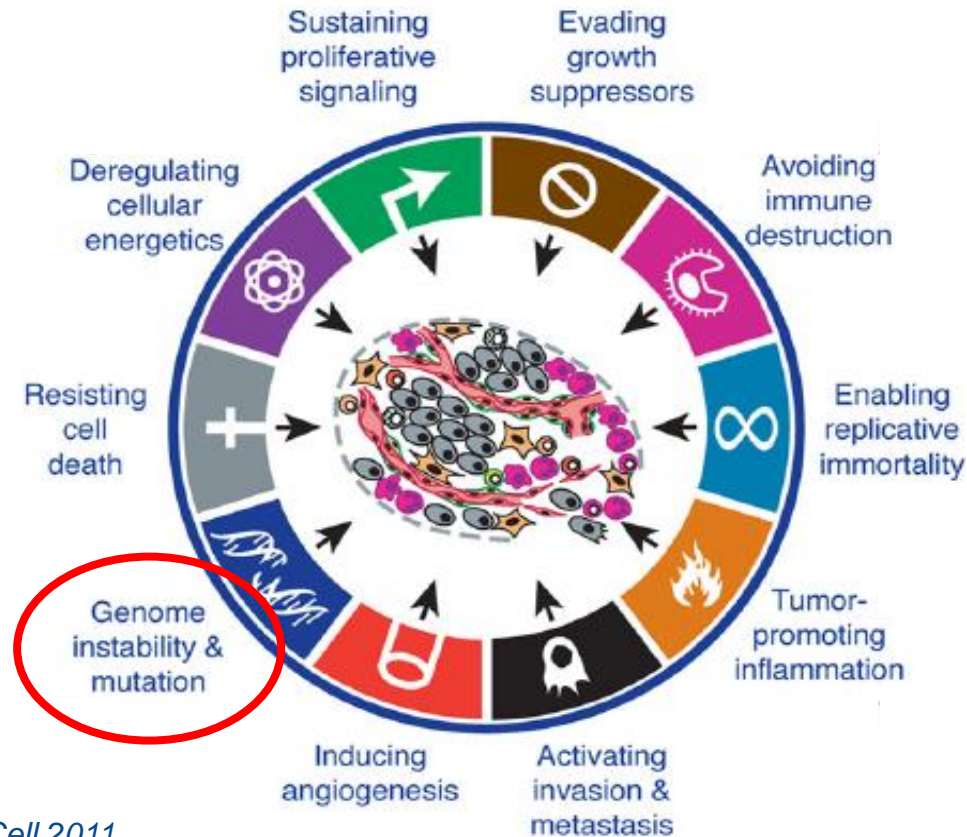 Sustaining
proliferative
signaling
Evading
growth
suppressors
Avoiding
immune
destruction
Enabling
replicative
immortality
Tumor-
promoting
inflammation
Activating
invasion &
metastasis
Inducing
angiogenesis
Genome
instability &
mutation
Resisting
cell
death
Deregulating
cellular
energetics
Cell 2011